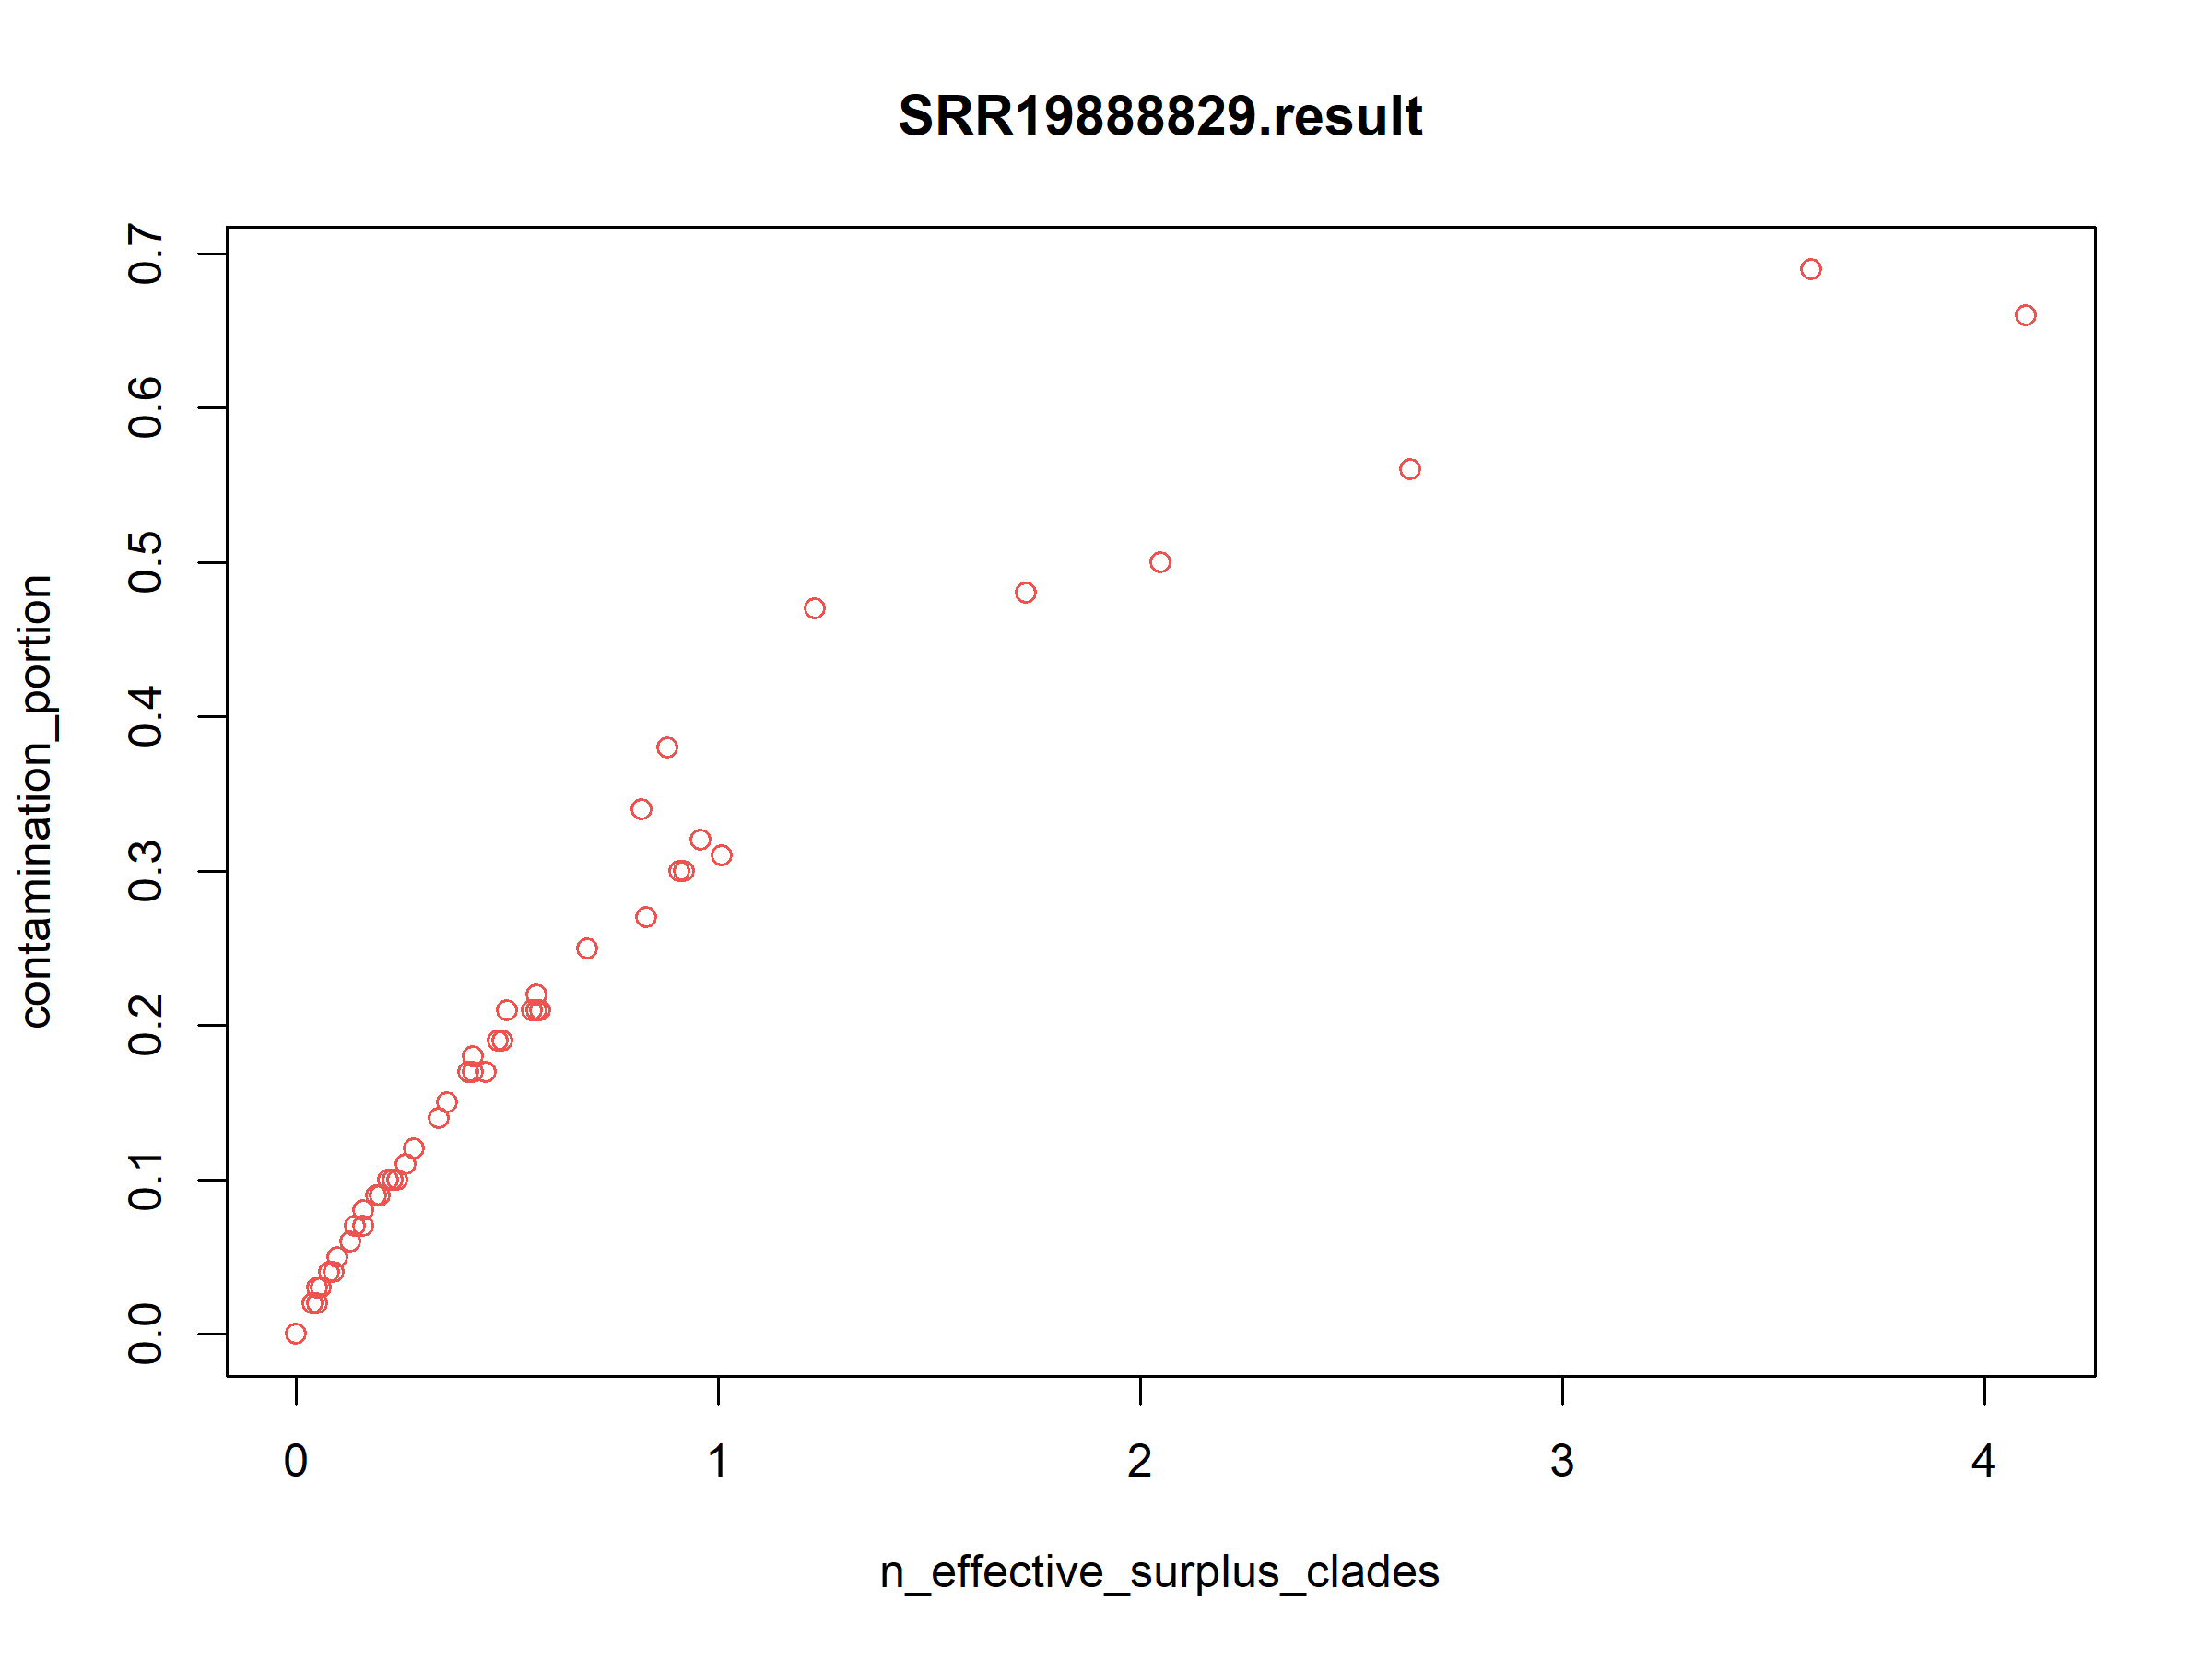 SRR19888829.result
contamination_portion
0.7
0.6
0.5
0.4
0.3
0.2
0.1
0.0
0 1 2 3 4
n_effective_surplus_clades